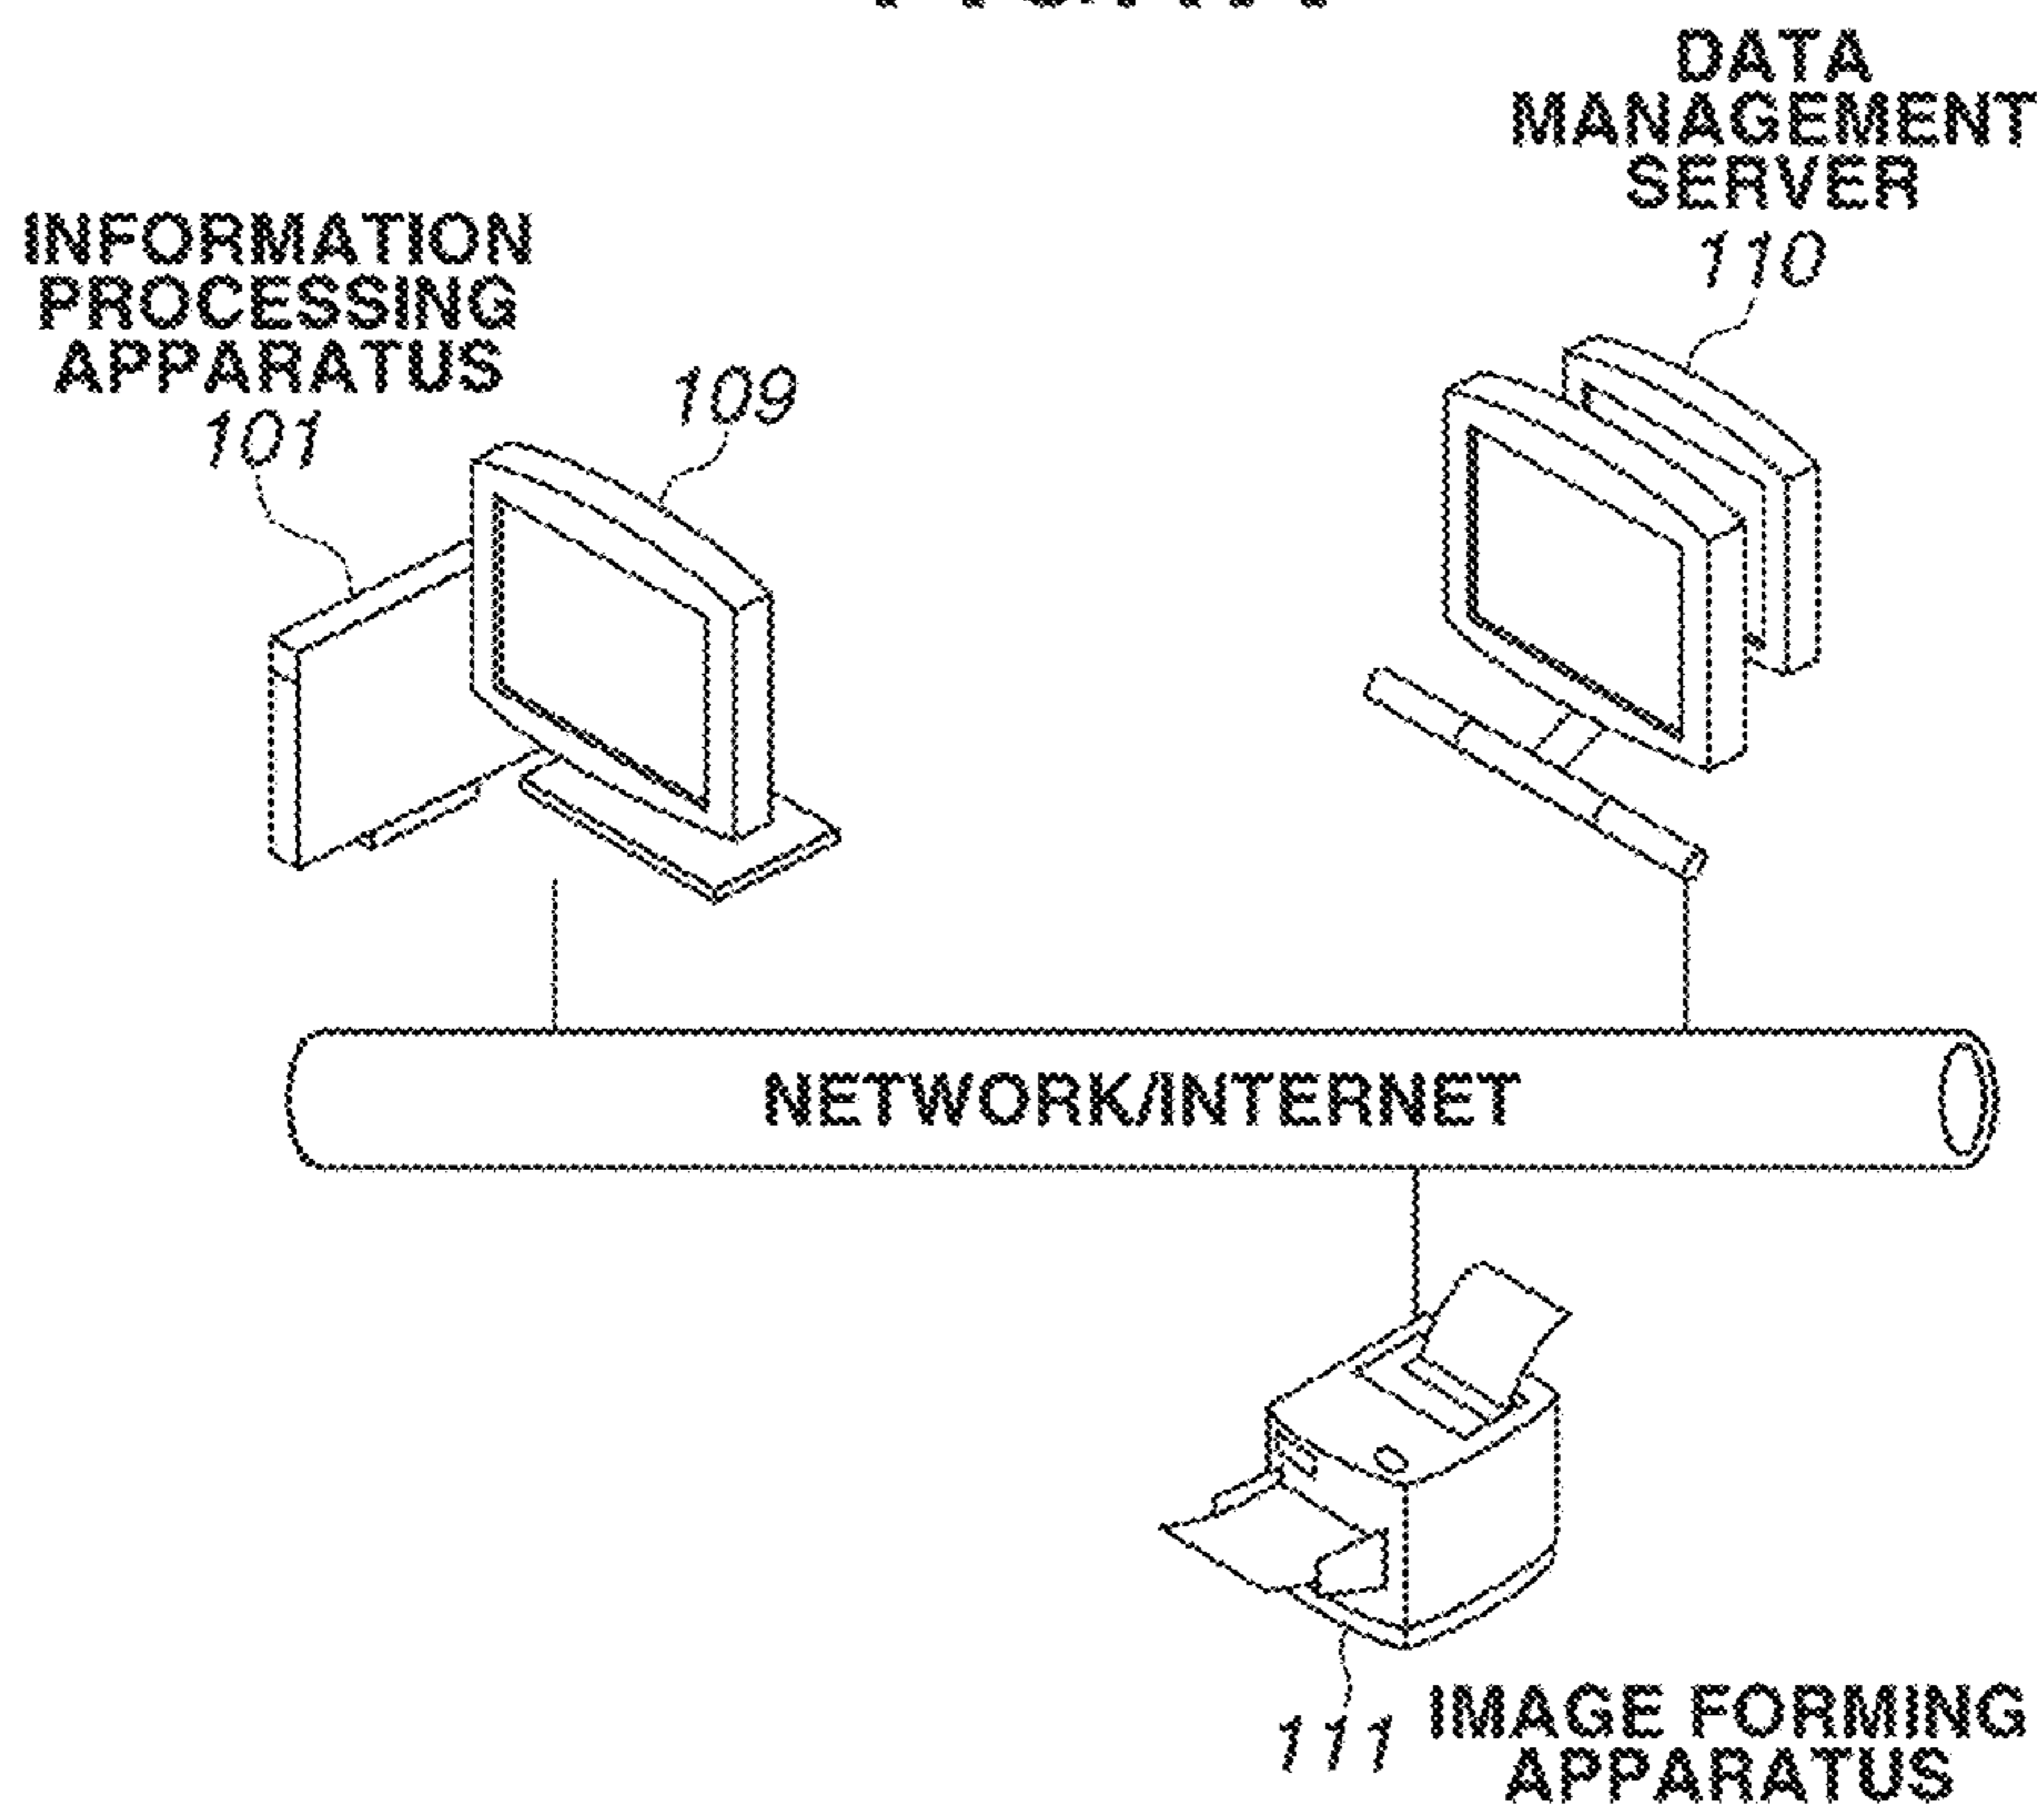 DATA
MANAGEMENT
SERVER
110
INFORMATION
PROCESSING
APPARATUS
101
109
NETWORK/INTERNET
111
IMAGE FORMING
APPARATUS